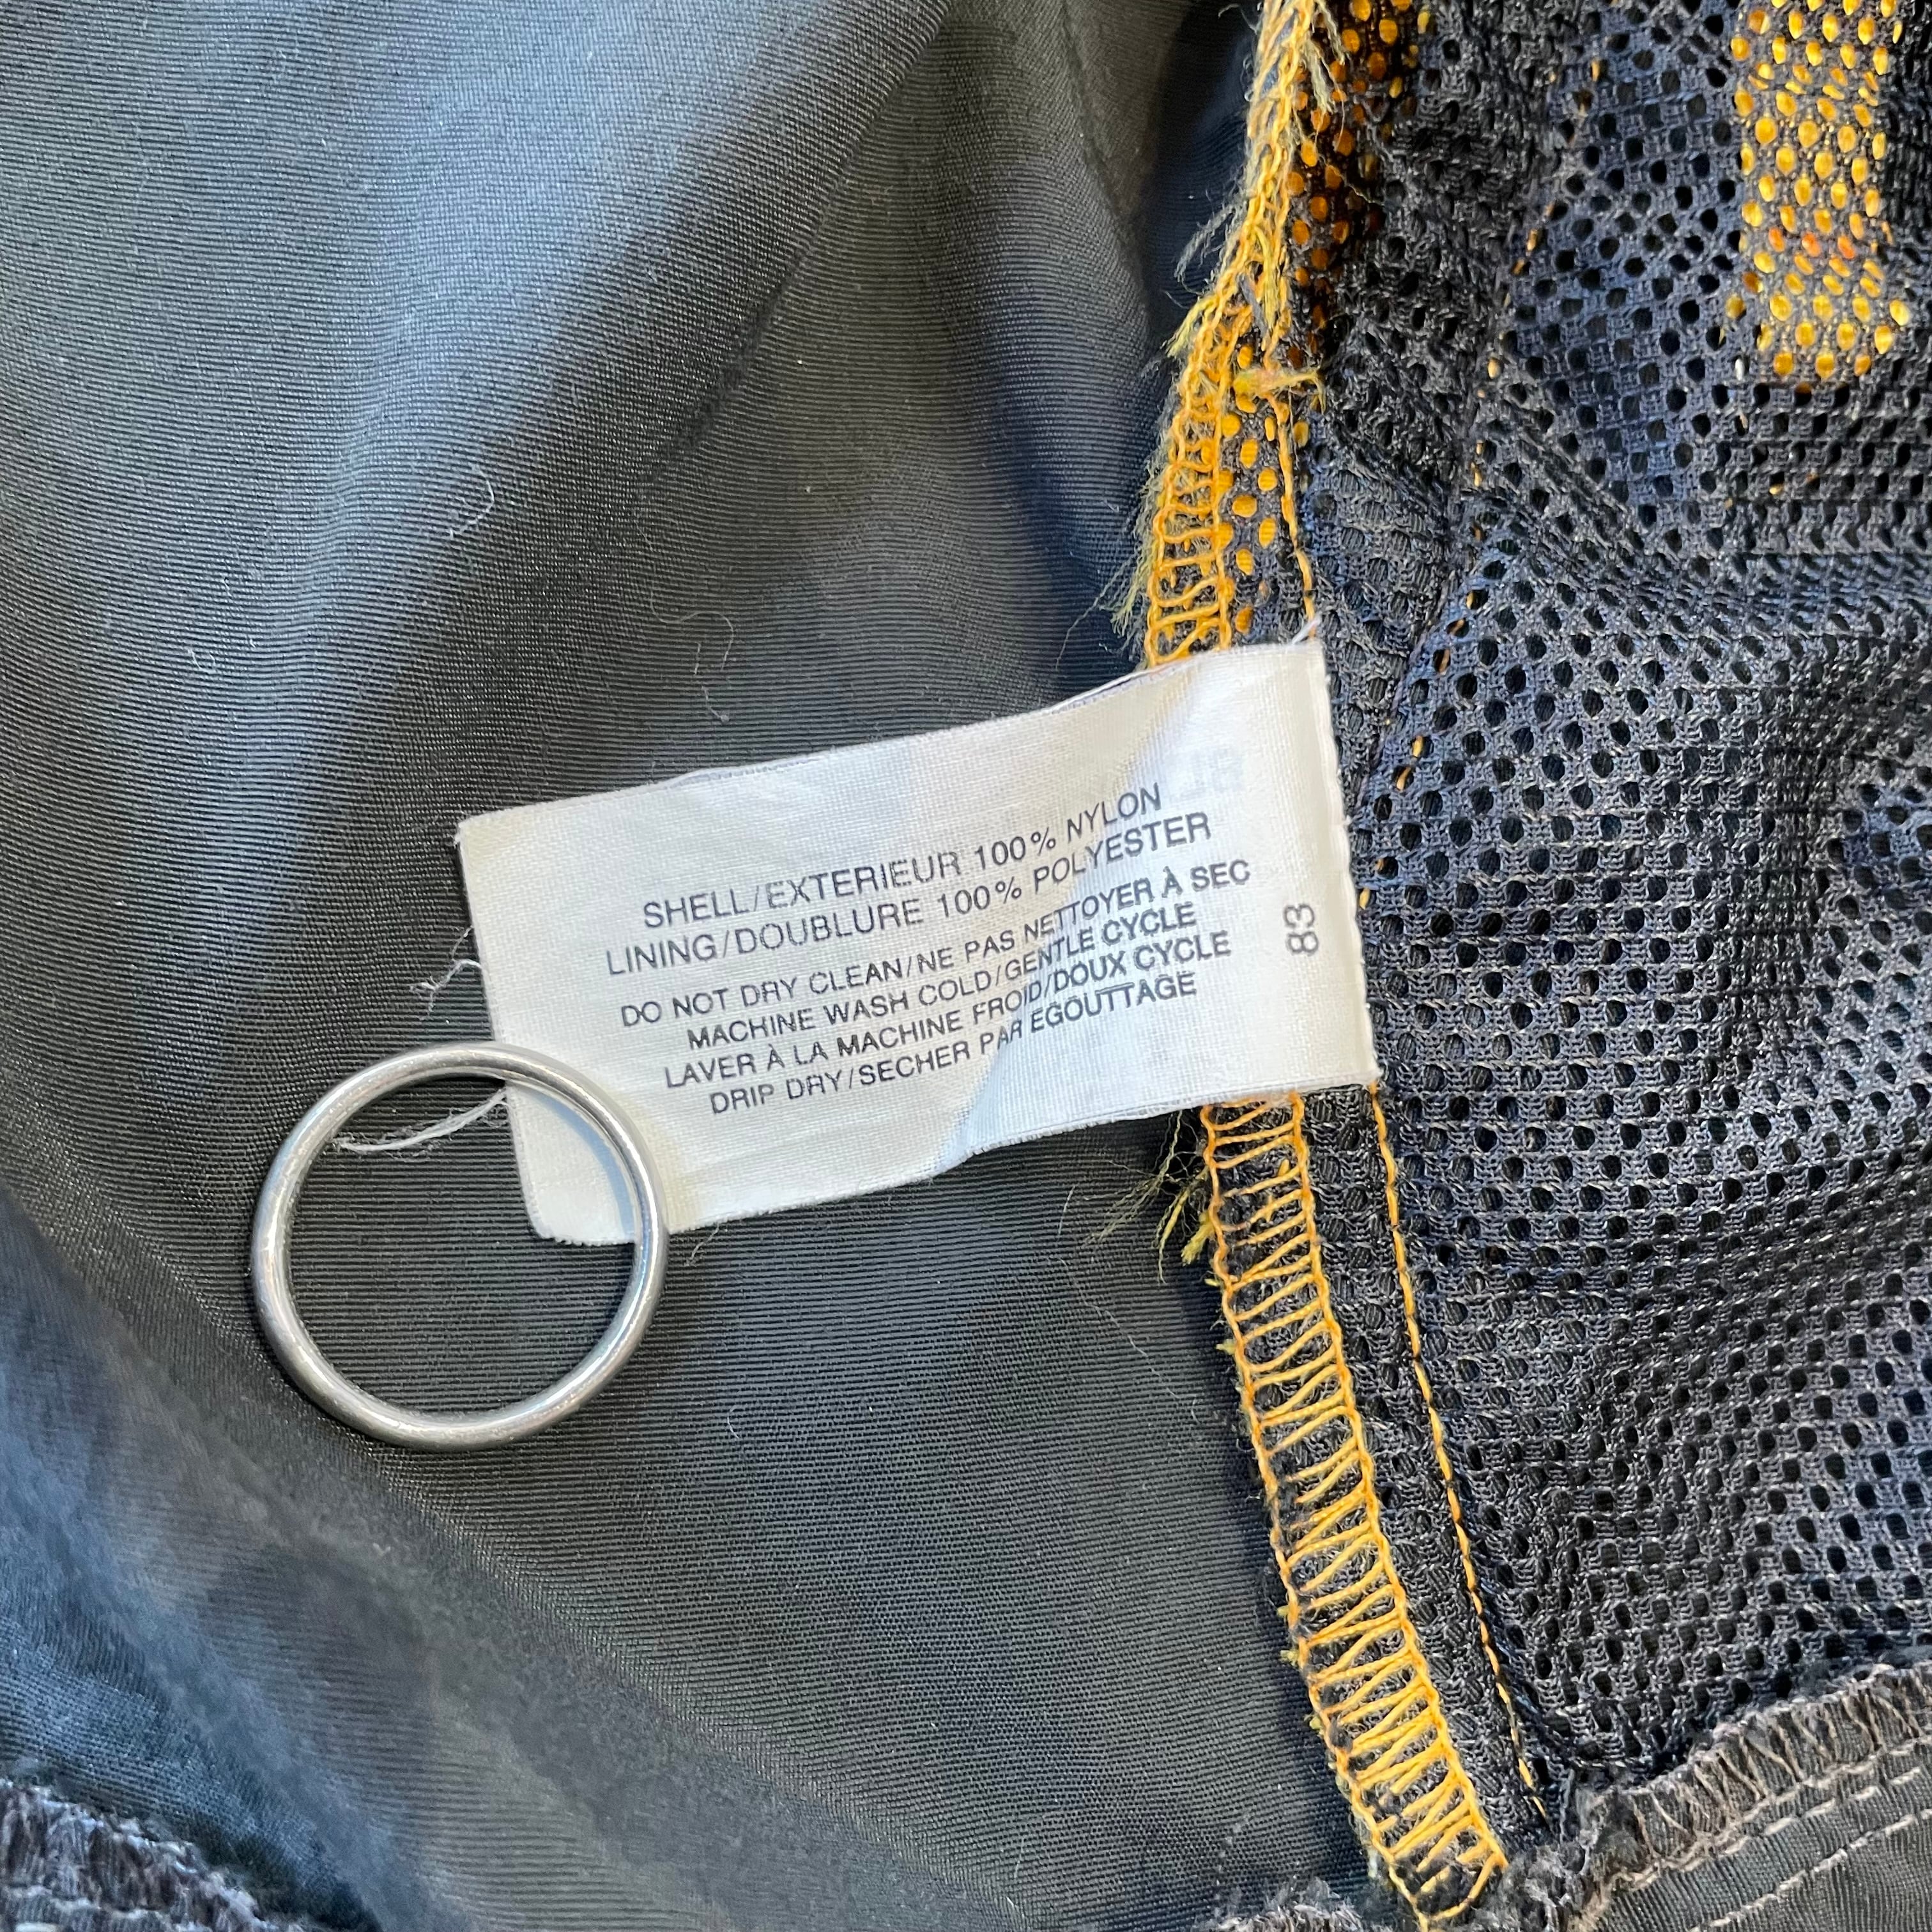 SHELL/EXTERIEUR 100% NYLON
LINING/DOUBLURE 100% POLYESTER
DO NOT DRY CLEAN/NE PAS NETTOYER À SEC
MACHINE WASH COLD/GENTLE CYCLE
LAVER À LA MACHINE FROID/DOUX CYCLE
DRIP DRY/SECHER PAR EGOUTTAGE
83